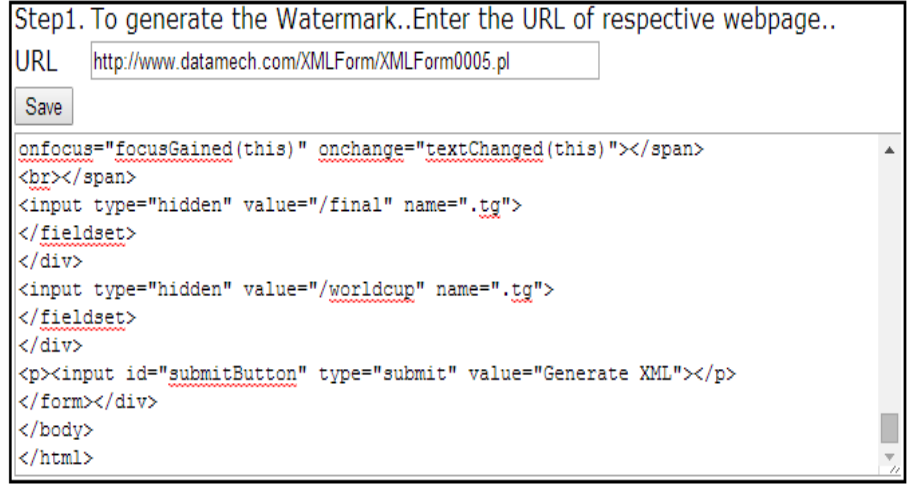 Step1. To generate the Watermark..Enter the URL of respective webpage..
URL http://www.datamech.com/XMLForm/XMLForm0005.pl
Save
onfocus="focusGained(this)" onchange="textChanged(this)"></span>
<br></span>
<input type="hidden" value="/final" name=".tg">
</fieldset>
</div>
<input type="hidden" value="/worldcup" name=".tg">
</fieldset>
</div>
<p><input id="submitButton" type="submit" value="Generate XML"></p>
</form></div>
</body>
</html>